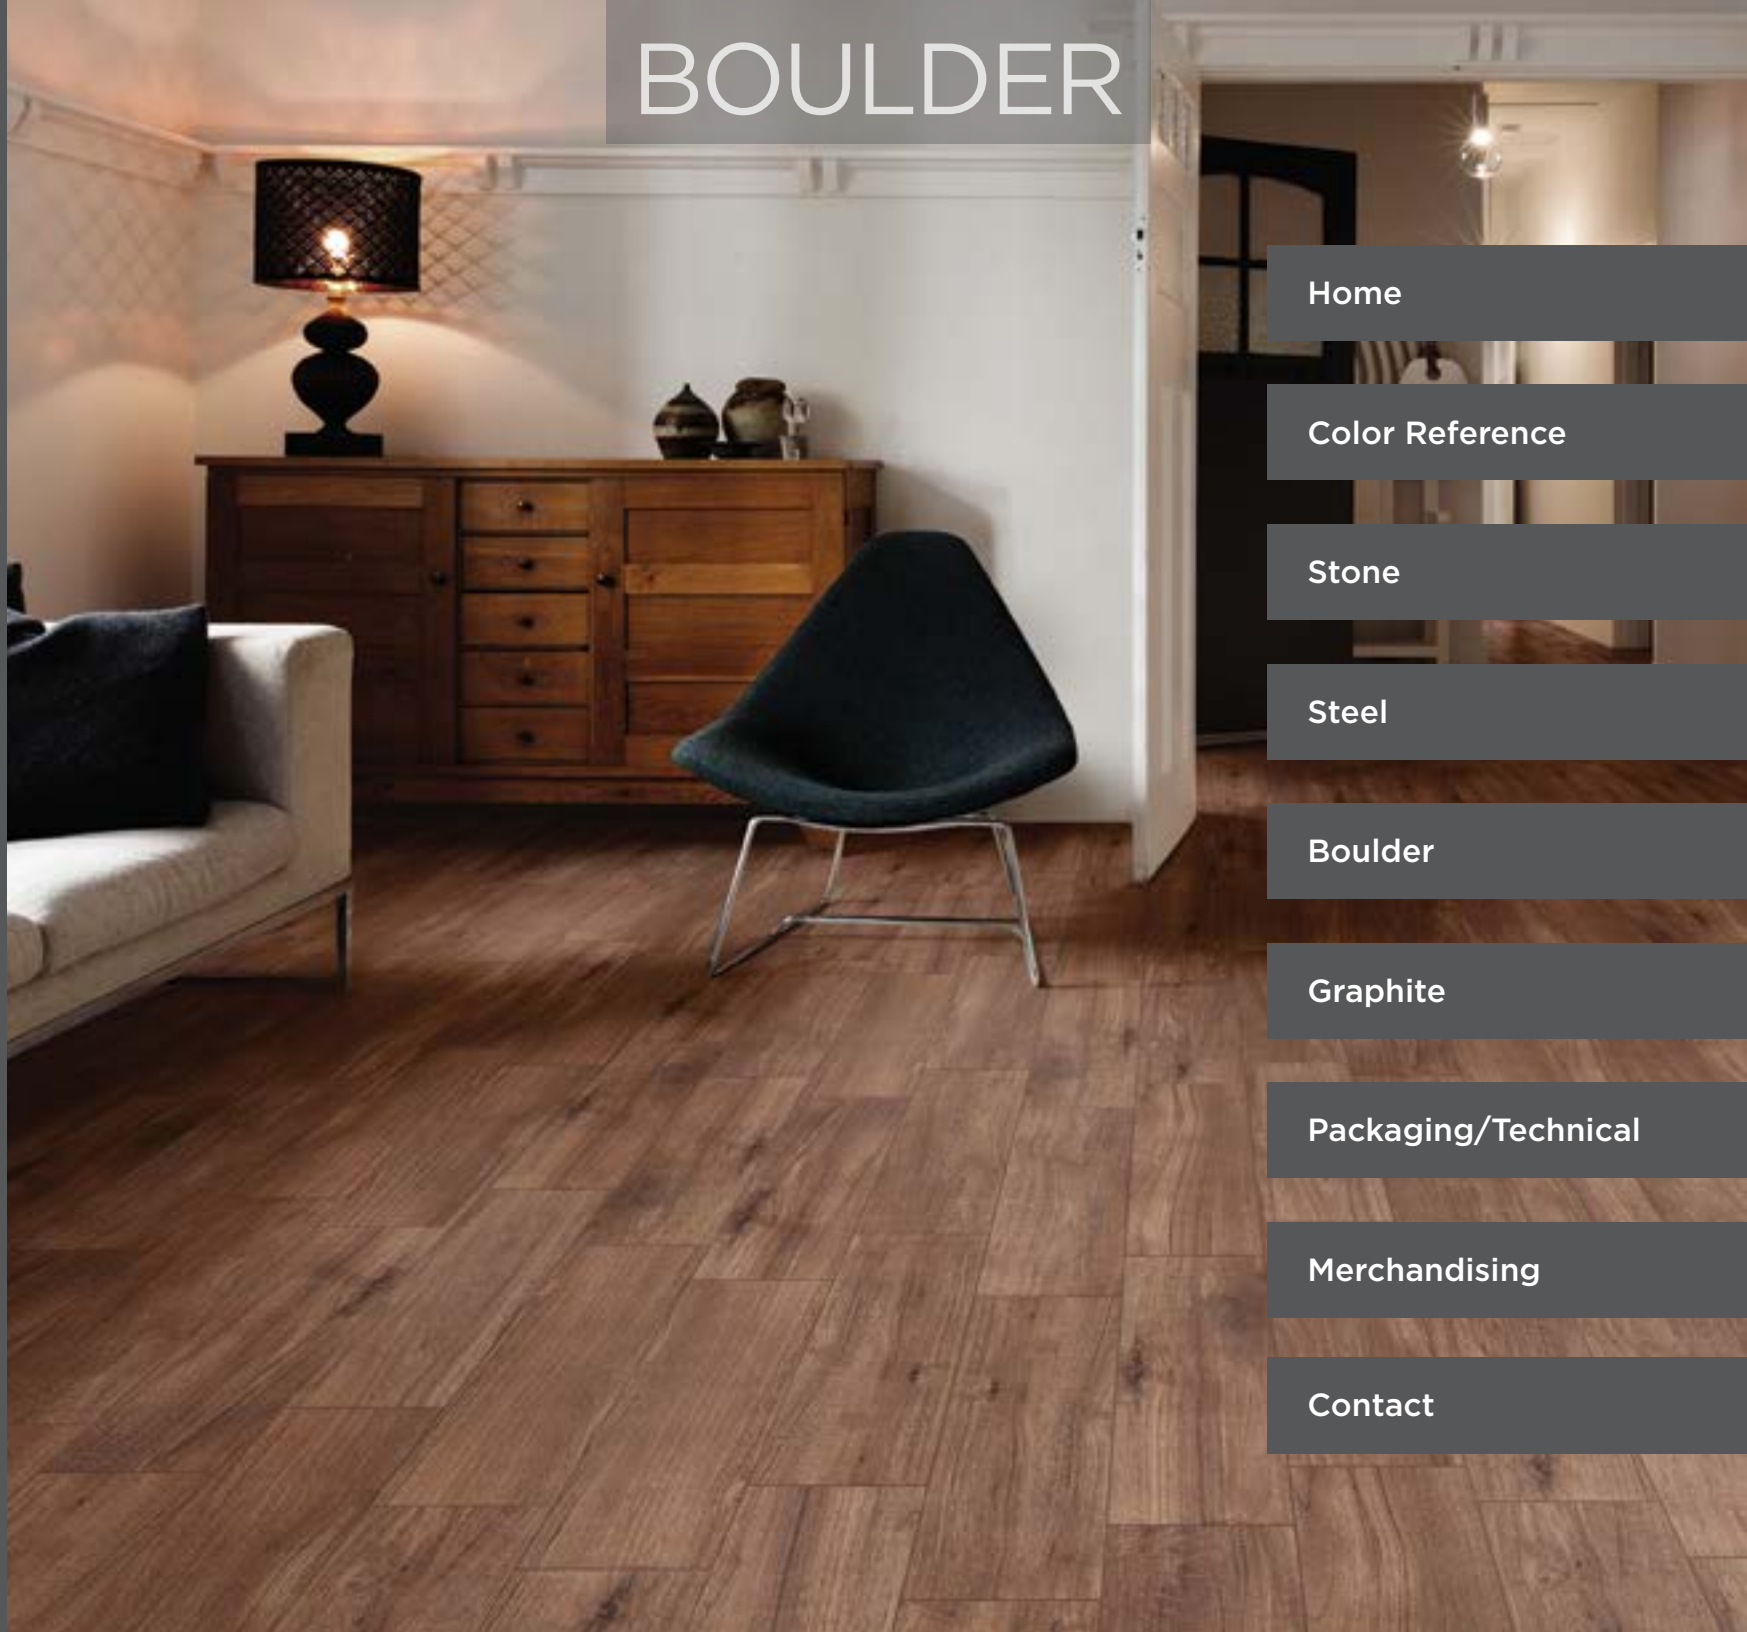 BOULDER
Home
Color Reference
Stone
Steel
Boulder
Graphite
Packaging/Technical
Merchandising
Contact